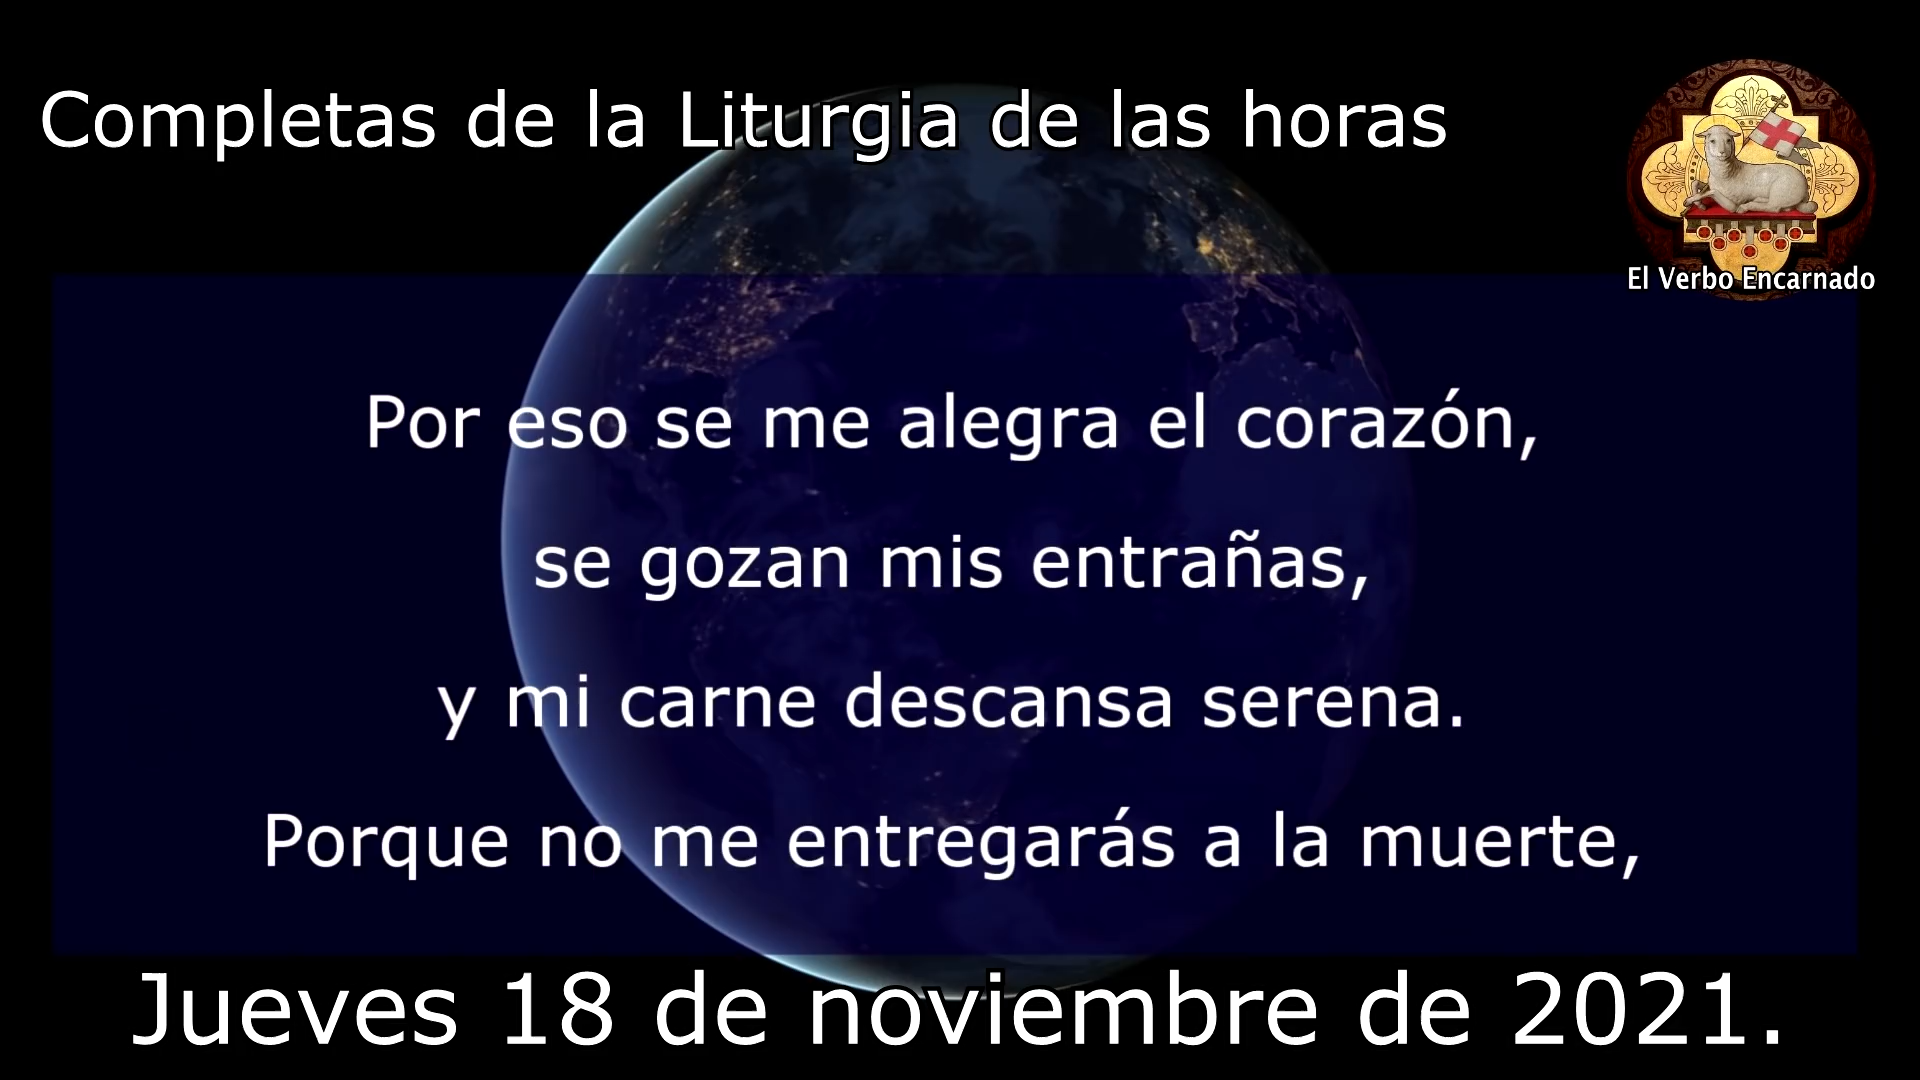 Completas de la Liturgia de las horas
El Verbo Encarnado
Por eso se me alegra el corazón,
se gozan mis entrañas,
y mi carne descansa serena.
Porque no me entregarás a la muerte,
Jueves 18 de noviembre de 2021.